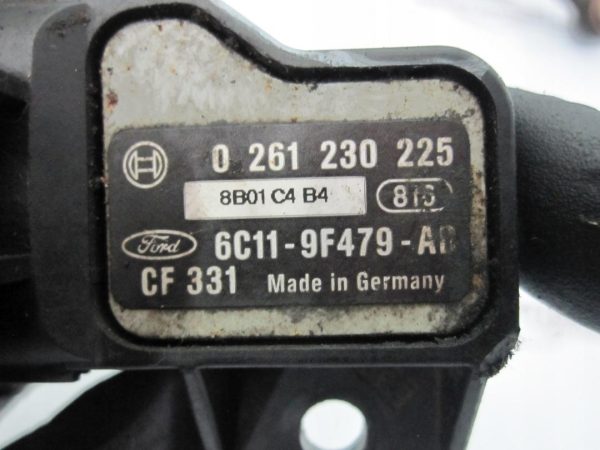 0 261 230 225
8B01 C4 B4 816
Ford 6C11-9F479-AB
CF 331 Made in Germany